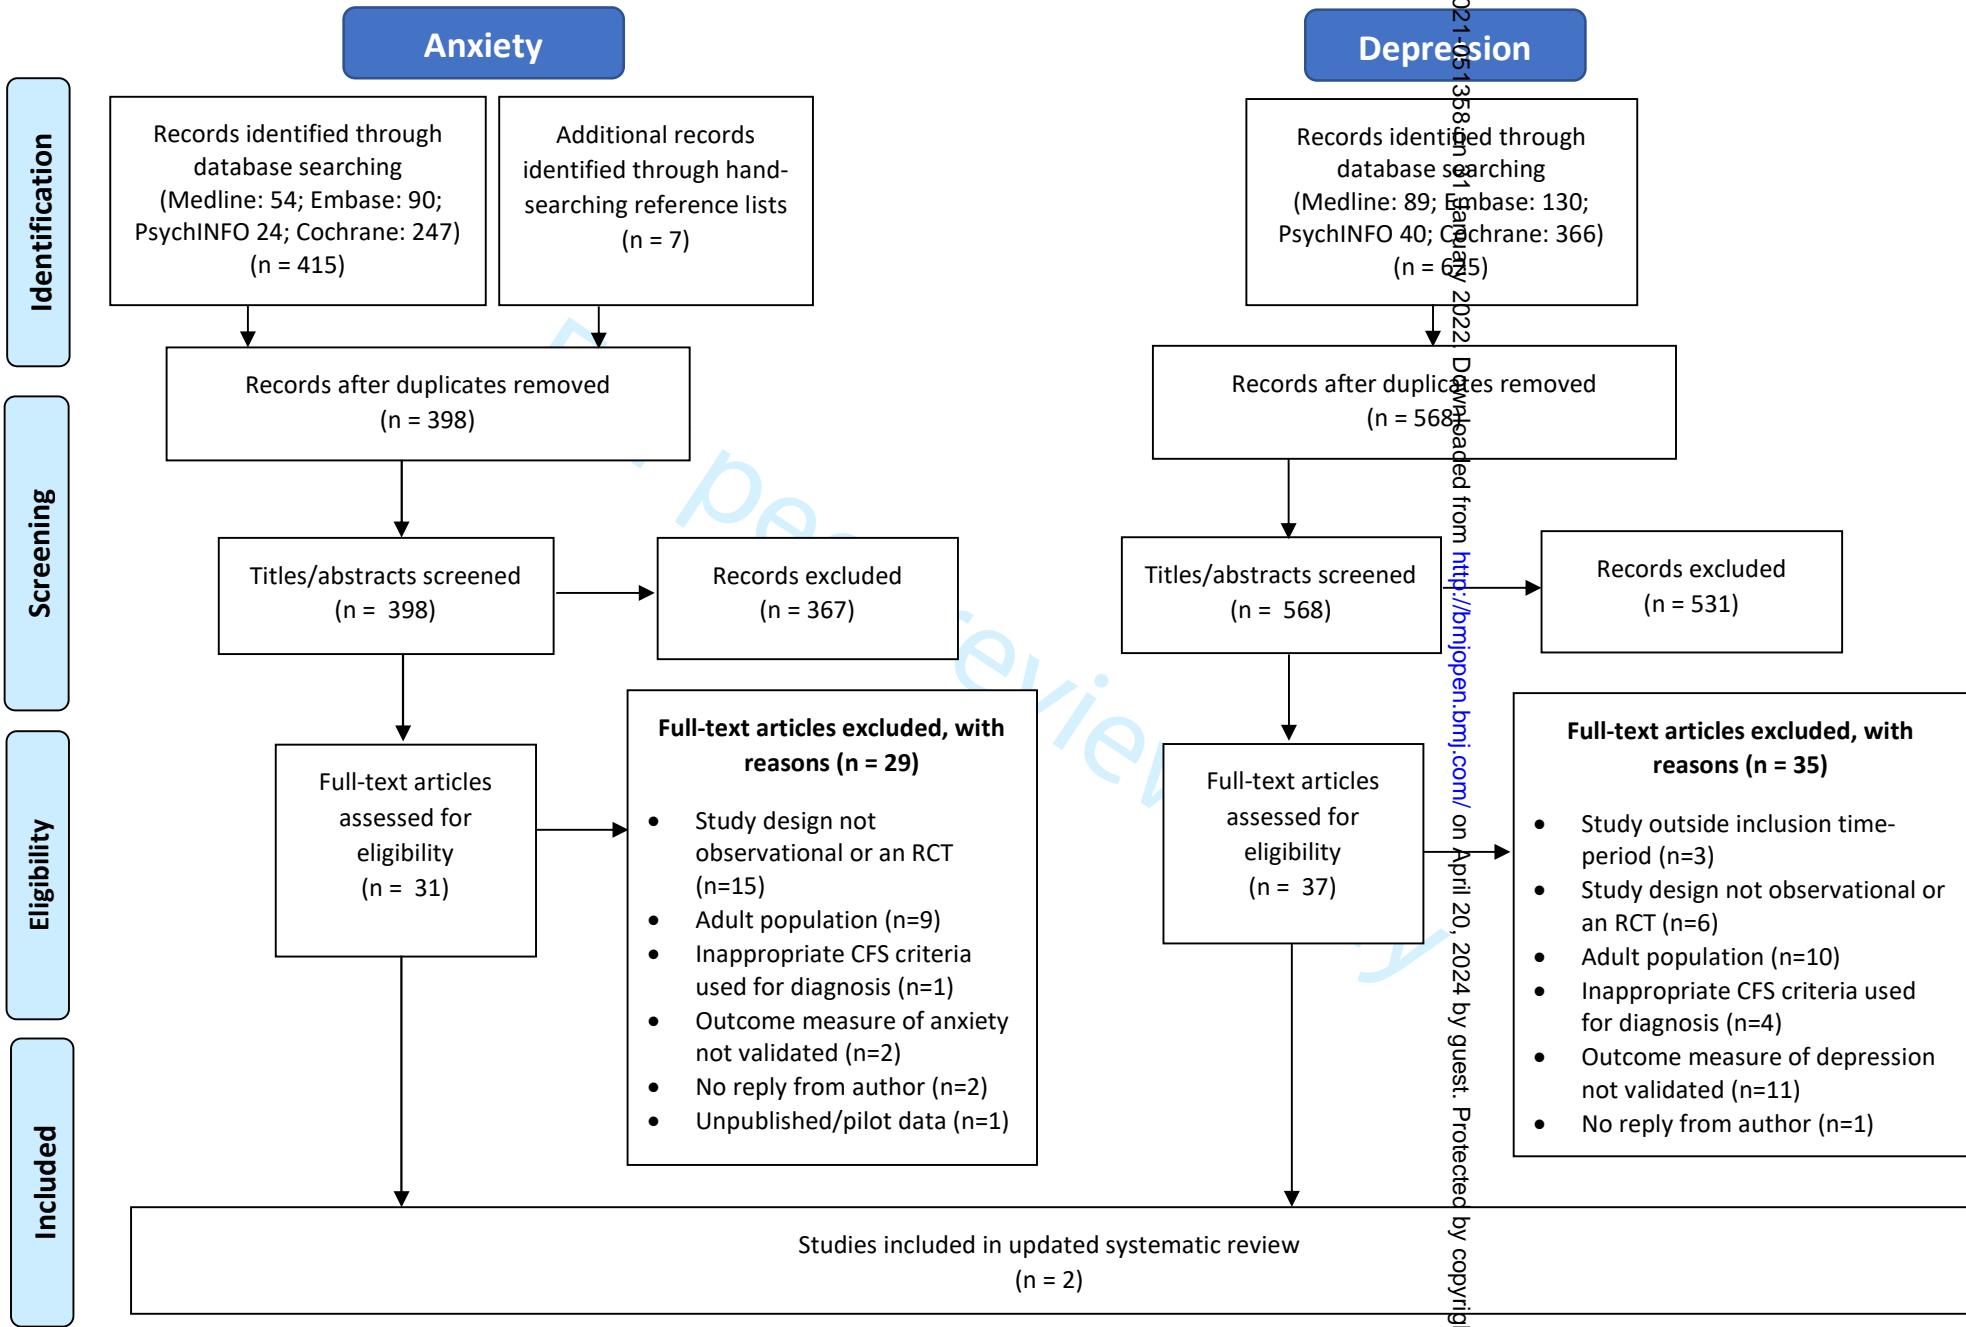 Anxiety
Depression
Identification
Records identified through
database searching
(Medline: 54; Embase: 90;
PsychINFO 24; Cochrane: 247)
(n = 415)
Additional records
identified through hand-
searching reference lists
(n = 7)
Records identified through
database searching
(Medline: 89; Embase: 130;
PsychINFO 40; Cochrane: 366)
(n = 625)
Records after duplicates removed
(n = 398)
Records after duplicates removed
(n = 568)
Screening
Titles/abstracts screened
(n = 398)
Records excluded
(n = 367)
Titles/abstracts screened
(n = 568)
Records excluded
(n = 531)
Eligibility
Full-text articles
assessed for
eligibility
(n = 31)
Full-text articles excluded, with
reasons (n = 29)
• Study design not
observational or an RCT
(n=15)
• Adult population (n=9)
• Inappropriate CFS criteria
used for diagnosis (n=1)
• Outcome measure of anxiety
not validated (n=2)
• No reply from author (n=2)
• Unpublished/pilot data (n=1)
Full-text articles
assessed for
eligibility
(n = 37)
Full-text articles excluded, with
reasons (n = 35)
• Study outside inclusion time-
period (n=3)
• Study design not observational or
an RCT (n=6)
• Adult population (n=10)
• Inappropriate CFS criteria used
for diagnosis (n=4)
• Outcome measure of depression
not validated (n=11)
• No reply from author (n=1)
Included
Studies included in updated systematic review
(n = 2)
021-051358 on 31 January 2022. Downloaded from http://bmjopen.bmj.com/ on April 20, 2024 by guest. Protected by